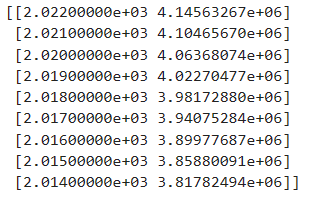 [[2.02200000e+03 4.14563267e+06]
[2.02100000e+03 4.10465670e+06]
[2.02000000e+03 4.06368074e+06]
[2.01900000e+03 4.02270477e+06]
[2.01800000e+03 3.98172880e+06]
[2.01700000e+03 3.94075284e+06]
[2.01600000e+03 3.89977687e+06]
[2.01500000e+03 3.85880091e+06]
[2.01400000e+03 3.81782494e+06]]